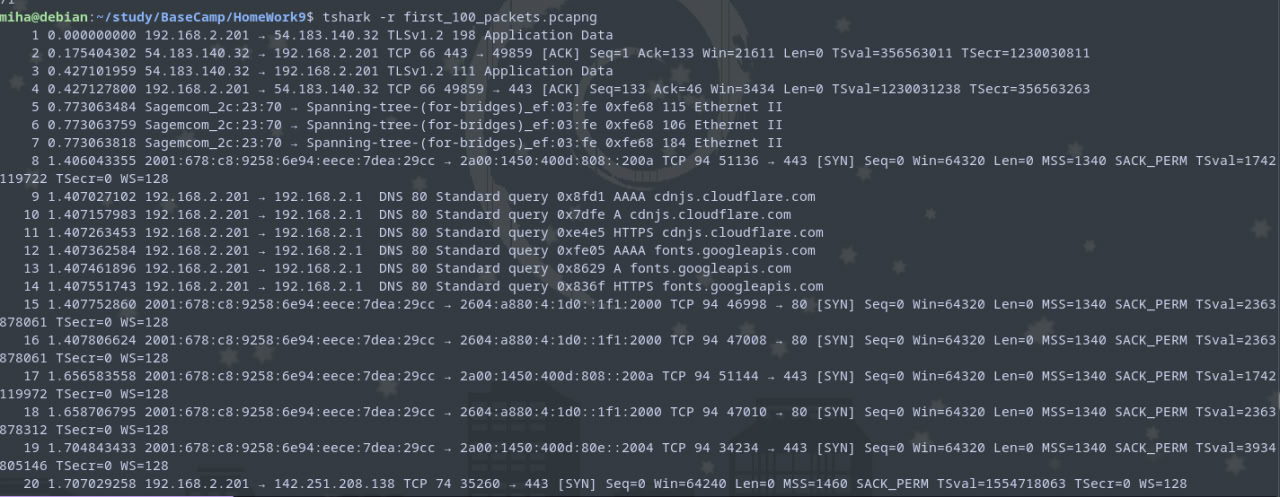 71
miha@debian:~/study/BaseCamp/HomeWork9$ tshark -r first_100_packets.pcapng
1 0.000000000 192.168.2.201 → 54.183.140.32 TLSv1.2 198 Application Data
2 0.175404302 54.183.140.32 → 192.168.2.201 TCP 66 443 → 49859 [ACK] Seq=1 Ack=133 Win=21611 Len=0 TSval=356563011 TSecr=1230030811
3 0.427101959 54.183.140.32 → 192.168.2.201 TLSv1.2 111 Application Data
4 0.427127800 192.168.2.201 → 54.183.140.32 TCP 66 49859 → 443 [ACK] Seq=133 Ack=46 Win=3434 Len=0 TSval=1230031238 TSecr=356563263
5 0.773063484 Sagemcom_2c:23:70 → Spanning-tree-(for-bridges)_ef:03:fe 0xfe68 115 Ethernet II
6 0.773063759 Sagemcom_2c:23:70 → Spanning-tree-(for-bridges)_ef:03:fe 0xfe68 106 Ethernet II
7 0.773063818 Sagemcom_2c:23:70 → Spanning-tree-(for-bridges)_ef:03:fe 0xfe68 184 Ethernet II
8 1.406043355 2001:678:c8:9258:6e94:eece:7dea:29cc → 2a00:1450:400d:808::200a TCP 94 51136 → 443 [SYN] Seq=0 Win=64320 Len=0 MSS=1340 SACK_PERM TSval=1742
119722 TSecr=0 WS=128
9 1.407027102 192.168.2.201 → 192.168.2.1  DNS 80 Standard query 0x8fd1 AAAA cdnjs.cloudflare.com
10 1.407157983 192.168.2.201 → 192.168.2.1  DNS 80 Standard query 0x7dfe A cdnjs.cloudflare.com
11 1.407263453 192.168.2.201 → 192.168.2.1  DNS 80 Standard query 0xe4e5 HTTPS cdnjs.cloudflare.com
12 1.407362584 192.168.2.201 → 192.168.2.1  DNS 80 Standard query 0xfe05 AAAA fonts.googleapis.com
13 1.407461896 192.168.2.201 → 192.168.2.1  DNS 80 Standard query 0x8629 A fonts.googleapis.com
14 1.407551743 192.168.2.201 → 192.168.2.1  DNS 80 Standard query 0x836f HTTPS fonts.googleapis.com
15 1.407752860 2001:678:c8:9258:6e94:eece:7dea:29cc → 2604:a880:4:1d0::1f1:2000 TCP 94 46998 → 80 [SYN] Seq=0 Win=64320 Len=0 MSS=1340 SACK_PERM TSval=2363
878061 TSecr=0 WS=128
16 1.407806624 2001:678:c8:9258:6e94:eece:7dea:29cc → 2604:a880:4:1d0::1f1:2000 TCP 94 47008 → 80 [SYN] Seq=0 Win=64320 Len=0 MSS=1340 SACK_PERM TSval=2363
878061 TSecr=0 WS=128
17 1.656583558 2001:678:c8:9258:6e94:eece:7dea:29cc → 2a00:1450:400d:808::200a TCP 94 51144 → 443 [SYN] Seq=0 Win=64320 Len=0 MSS=1340 SACK_PERM TSval=1742
119972 TSecr=0 WS=128
18 1.658706795 2001:678:c8:9258:6e94:eece:7dea:29cc → 2604:a880:4:1d0::1f1:2000 TCP 94 47010 → 80 [SYN] Seq=0 Win=64320 Len=0 MSS=1340 SACK_PERM TSval=2363
878312 TSecr=0 WS=128
19 1.704843433 2001:678:c8:9258:6e94:eece:7dea:29cc → 2a00:1450:400d:80e::2004 TCP 94 34234 → 443 [SYN] Seq=0 Win=64320 Len=0 MSS=1340 SACK_PERM TSval=3934
805146 TSecr=0 WS=128
20 1.707029258 192.168.2.201 → 142.251.208.138 TCP 74 35260 → 443 [SYN] Seq=0 Win=64240 Len=0 MSS=1460 SACK_PERM TSval=1554718063 TSecr=0 WS=128